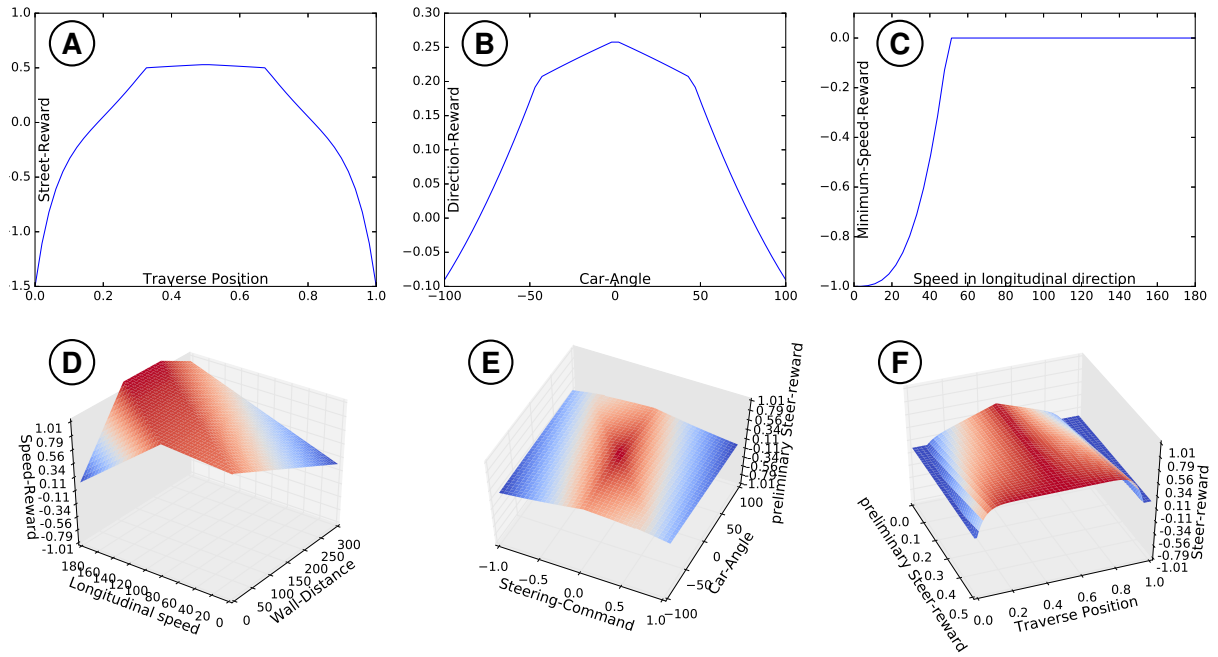 A
1.0
0.5
0.0
0.5
1.0
1.5
Street-Reward
Traverse Position
0.0 0.2 0.4 0.6 0.8 1.0
B
0.30
0.25
0.20
0.15
0.10
0.05
0.00
−0.05
−0.10
Direction-Reward
Car-Angle
−100 −50 0 50 100
C
0.0
−0.2
−0.4
−0.6
−0.8
−1.0
Minimum-Speed-Reward
Speed in longitudinal direction
0 20 40 60 80 100 120 140 160 180
D
1.01
0.79
0.56
0.34
0.11
-0.11
-0.34
-0.56
-0.79
-1.01
Speed-Reward
180 160 140 120 100 80 60 40 20 0
Longitudinal speed
0 50 100 150 200 250 300
Wall-Distance
E
1.01
0.79
0.56
0.34
0.11
-0.11
-0.34
-0.56
-0.79
-1.01
preliminary Steer-reward
−1.0 −0.5 0.0 0.5 1.0
Steering-Command
−100 −50 0 50 100
Car-Angle
F
1.01
0.79
0.56
0.34
0.11
-0.11
-0.34
-0.56
-0.79
-1.01
Steer-reward
0.0 0.1 0.2 0.3 0.4 0.5
preliminary Steer-reward
0.0 0.2 0.4 0.6 0.8 1.0
Traverse Position